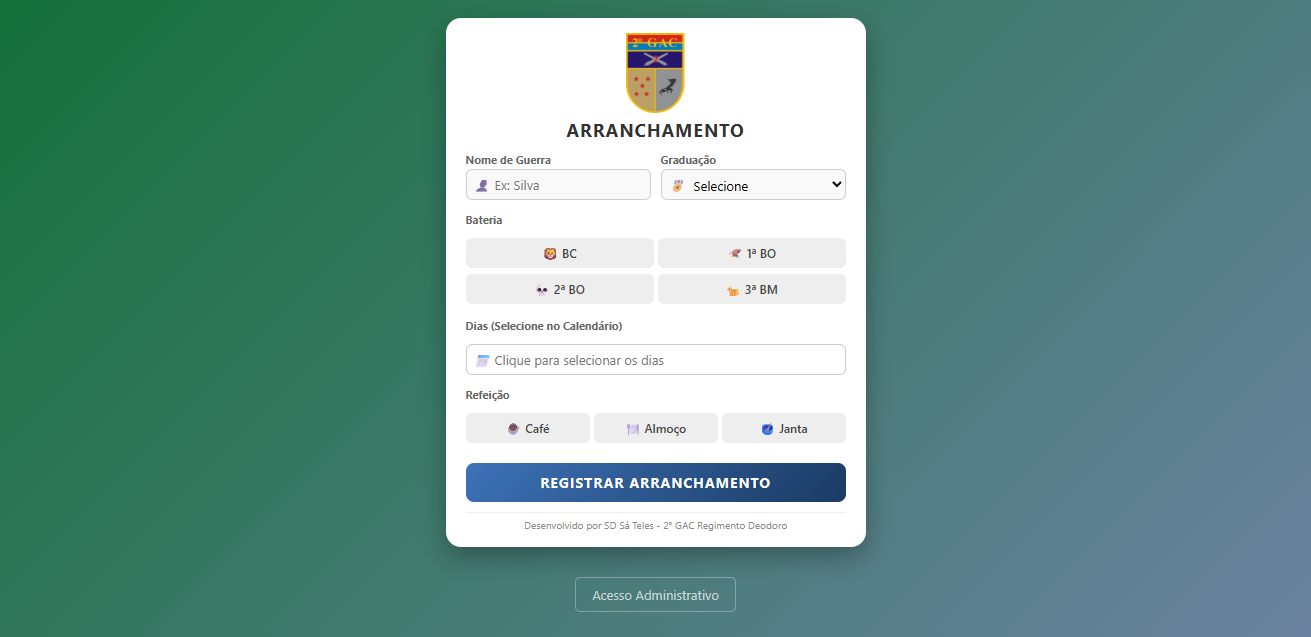 2º GAC
ARRANCHAMENTO
Nome de Guerra Graduação
Ex: Silva Selecione
Bateria
BC 1ª BO
2ª BO 3ª BM
Dias (Selecione no Calendário)
Clique para selecionar os dias
Refeição
Café Almoço Janta
REGISTRAR ARRANCHAMENTO
Desenvolvido por SD Sá Teles - 2° GAC Regimento Deodoro
Acesso Administrativo